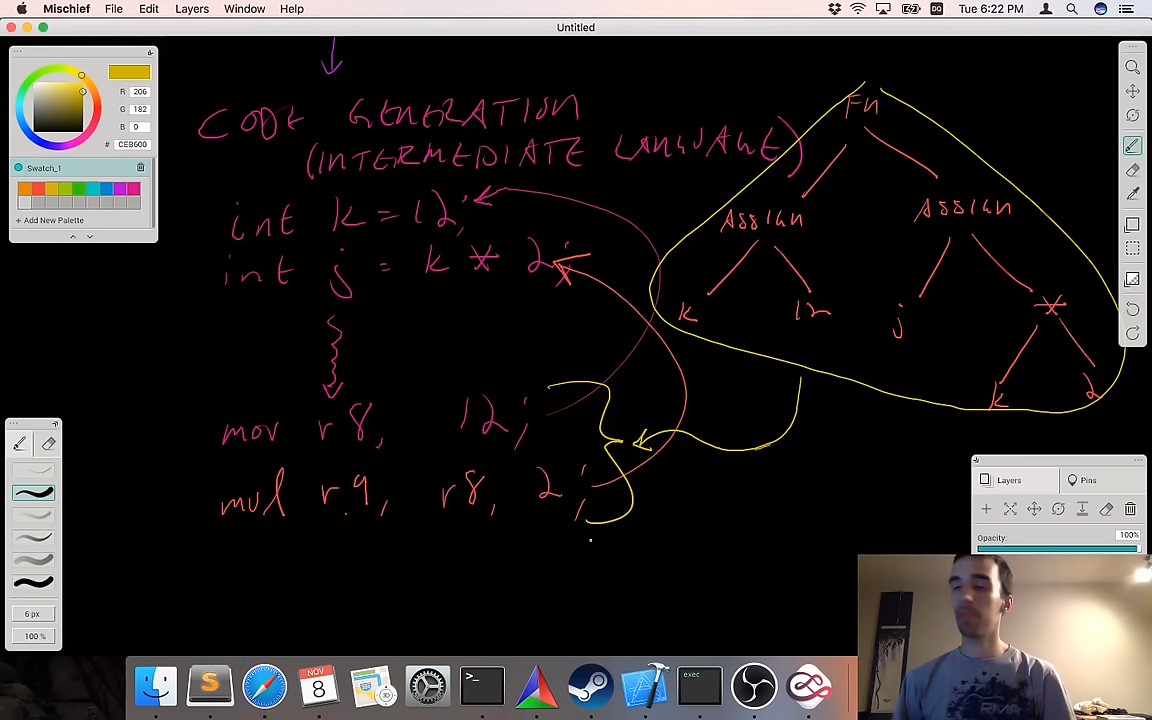 Mischief File Edit Layers Window Help
Tue 6:22 PM
Untitled
R 206
G 182
B 0
# CEB600
Swatch_1
+ Add New Palette
CODE GENERATION
(INTERMEDIATE LANGUAGE)
int k = 12;
int j = k * 2;
mov r8, 12;
mul r9, r8, 2;
Fn
Assign Assign
k 12 j *
k 2
6 px
100 %
Layers Pins
Opacity: 100%
NOV
8
exec